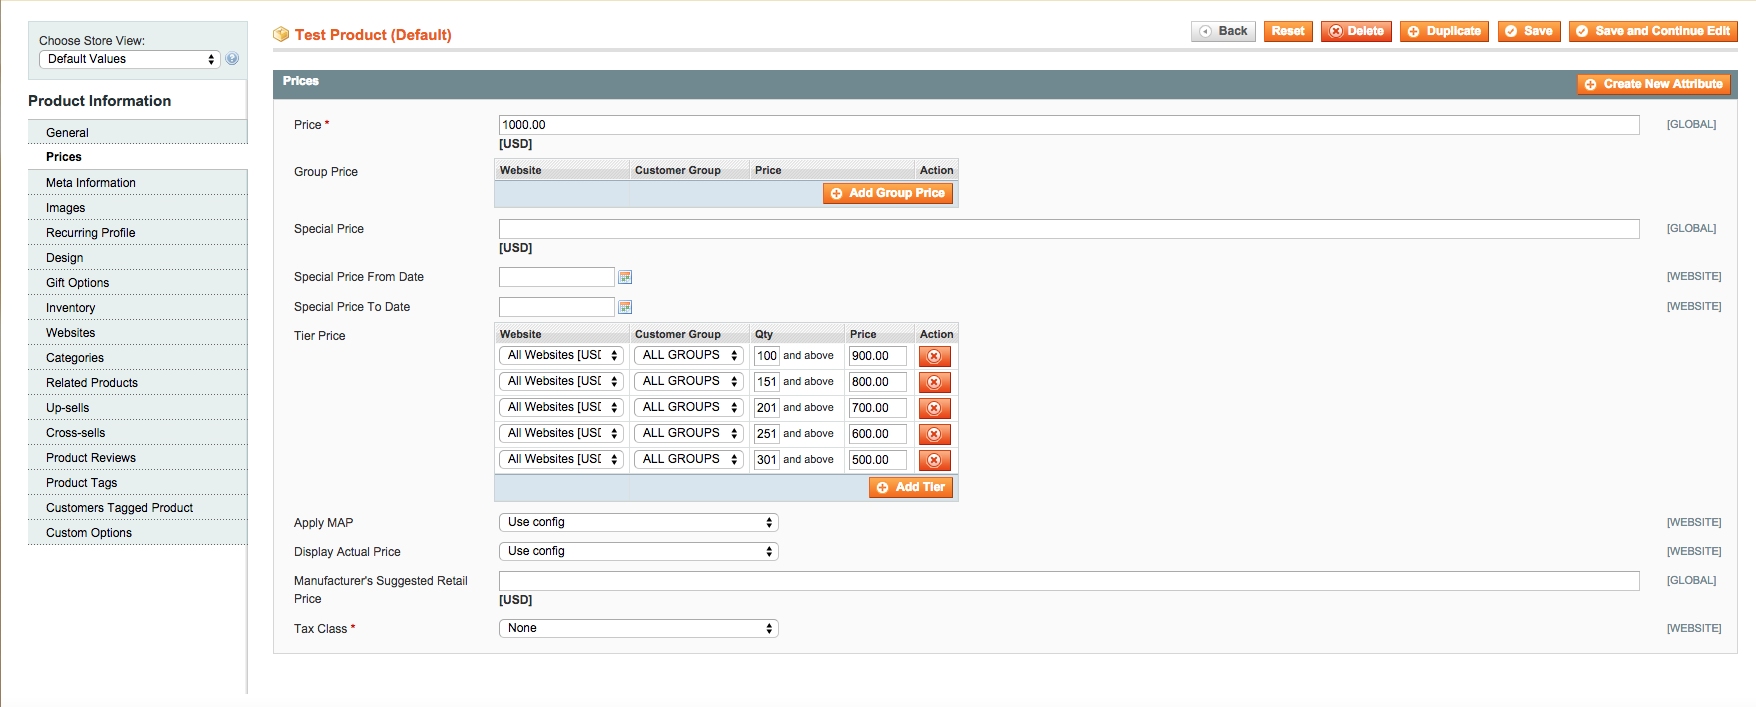 Choose Store View:
Default Values
Product Information
General
Prices
Meta Information
Images
Recurring Profile
Design
Gift Options
Inventory
Websites
Categories
Related Products
Up-sells
Cross-sells
Product Reviews
Product Tags
Customers Tagged Product
Custom Options
Test Product (Default)
Back Reset Delete Duplicate Save Save and Continue Edit
Prices
Create New Attribute
Price * 1000.00 [GLOBAL]
[USD]
Group Price Website Customer Group Price Action
Add Group Price
Special Price [GLOBAL]
[USD]
Special Price From Date [WEBSITE]
Special Price To Date [WEBSITE]
Tier Price Website Customer Group Qty Price Action
All Websites [USD ALL GROUPS 100 and above 900.00
All Websites [USD ALL GROUPS 151 and above 800.00
All Websites [USD ALL GROUPS 201 and above 700.00
All Websites [USD ALL GROUPS 251 and above 600.00
All Websites [USD ALL GROUPS 301 and above 500.00
Add Tier
Apply MAP Use config [WEBSITE]
Display Actual Price Use config [WEBSITE]
Manufacturer's Suggested Retail [GLOBAL]
Price [USD]
Tax Class * None [WEBSITE]